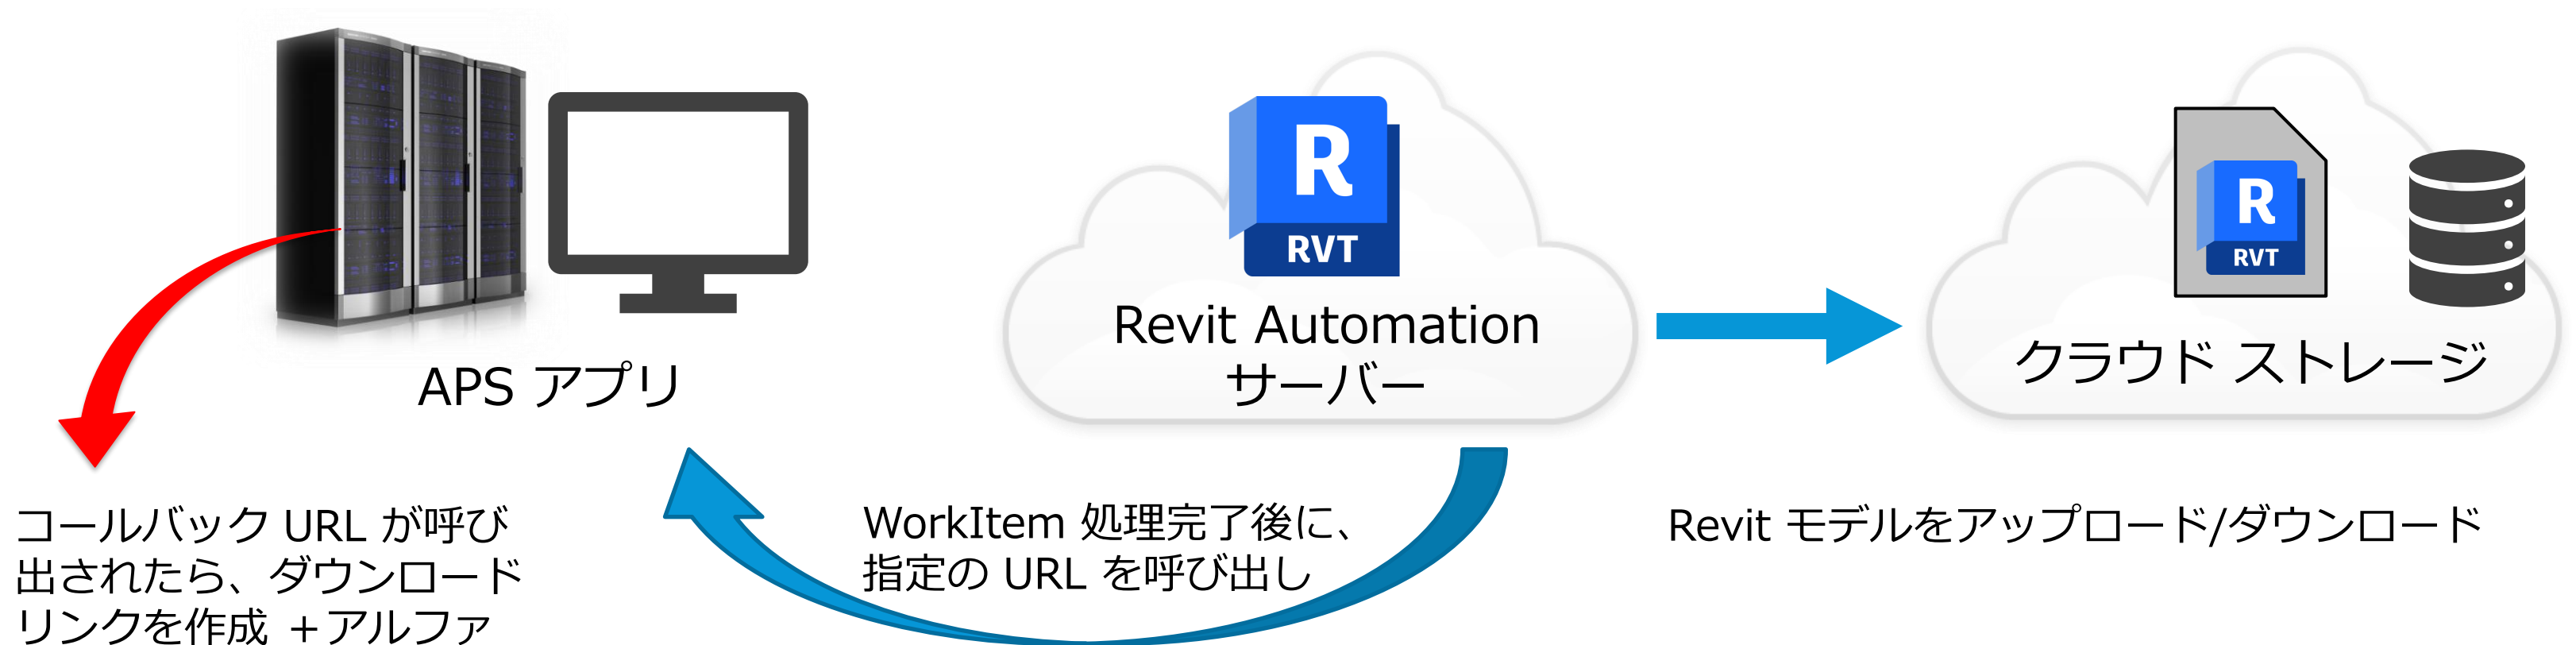 R
RVT
R
RVT
APS アプリ
Revit Automation
サーバー
クラウド ストレージ
コールバック URL が呼び
出されたら、ダウンロード
リンクを作成 +アルファ
WorkItem 処理完了後に、
指定の URL を呼び出し
Revit モデルをアップロード/ダウンロード